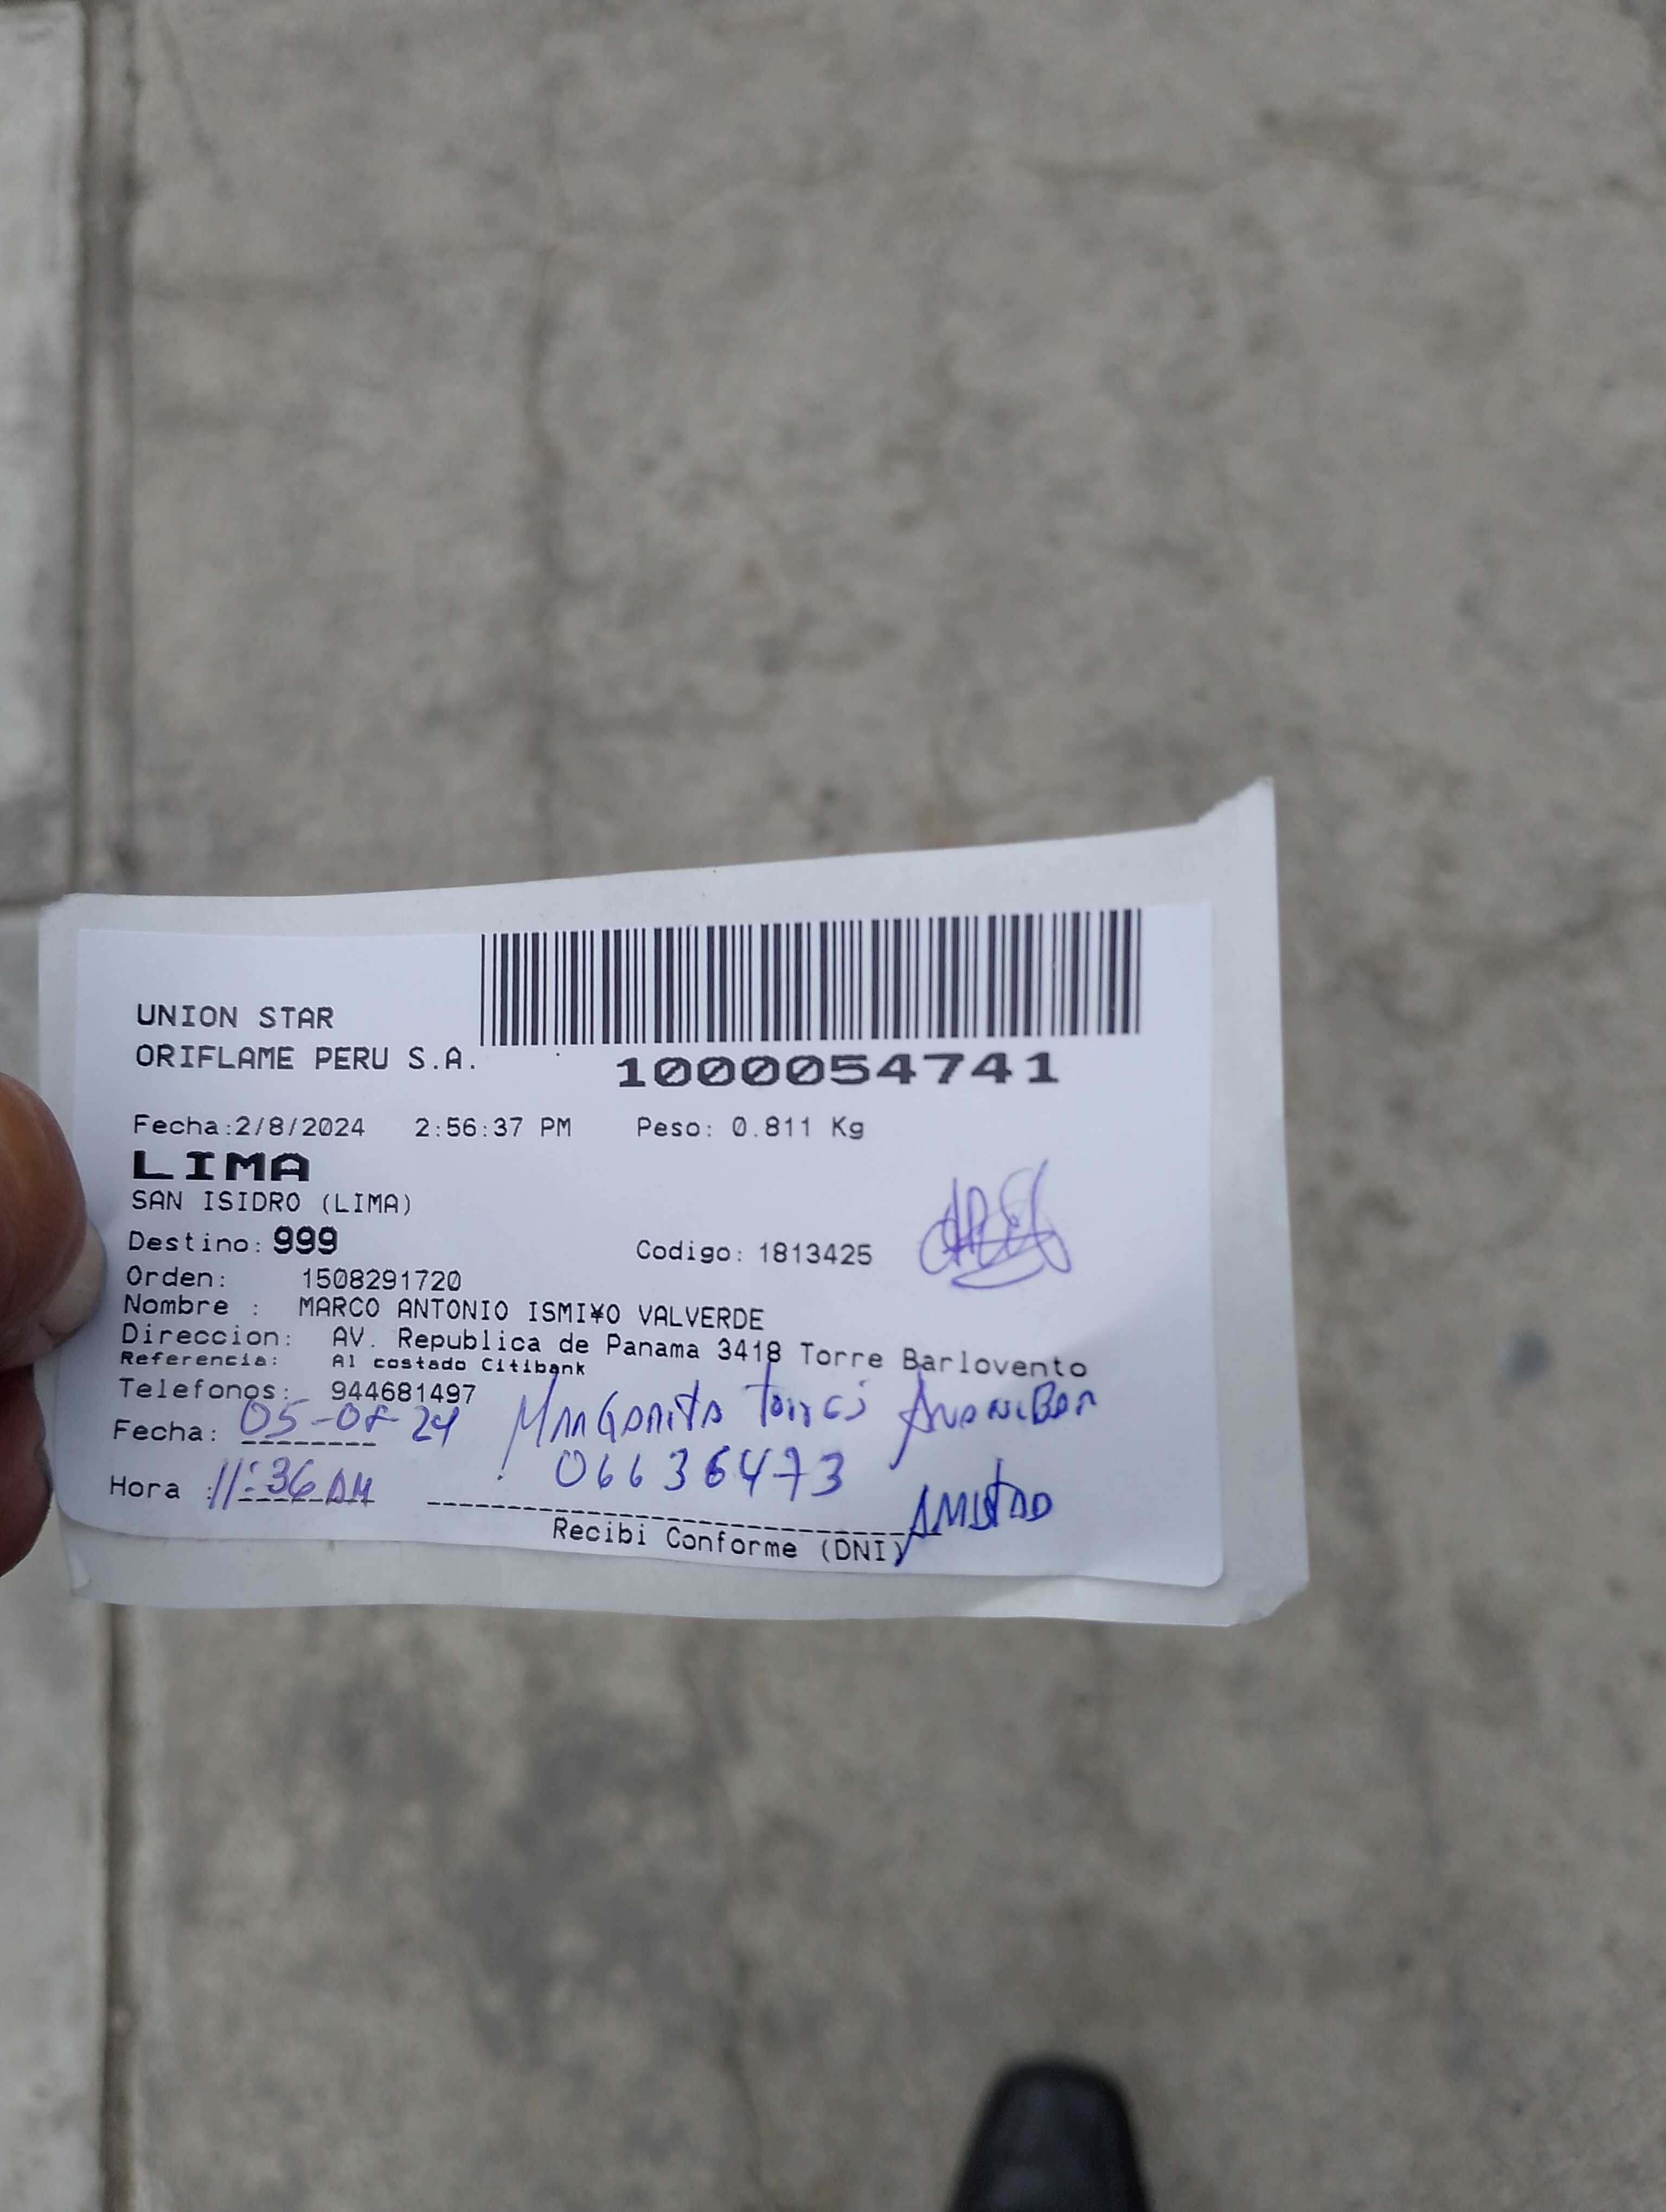 UNION STAR
ORIFLAME PERU S.A.
1000054741
Fecha:2/8/2024 2:56:37 PM Peso: 0.811 Kg
LIMA
SAN ISIDRO (LIMA)
Destino: 999 Codigo: 1813425
Orden: 1508291720
Nombre : MARCO ANTONIO ISMI¥O VALVERDE
Direccion: AV. Republica de Panama 3418 Torre Barlovento
Referencia: Al costado Citibank
Telefonos: 944681497
Fecha: 05-08-24 Margarita Torres
Hora : 11:36 AM 06636473
AMISTAD
Recibi Conforme (DNI)